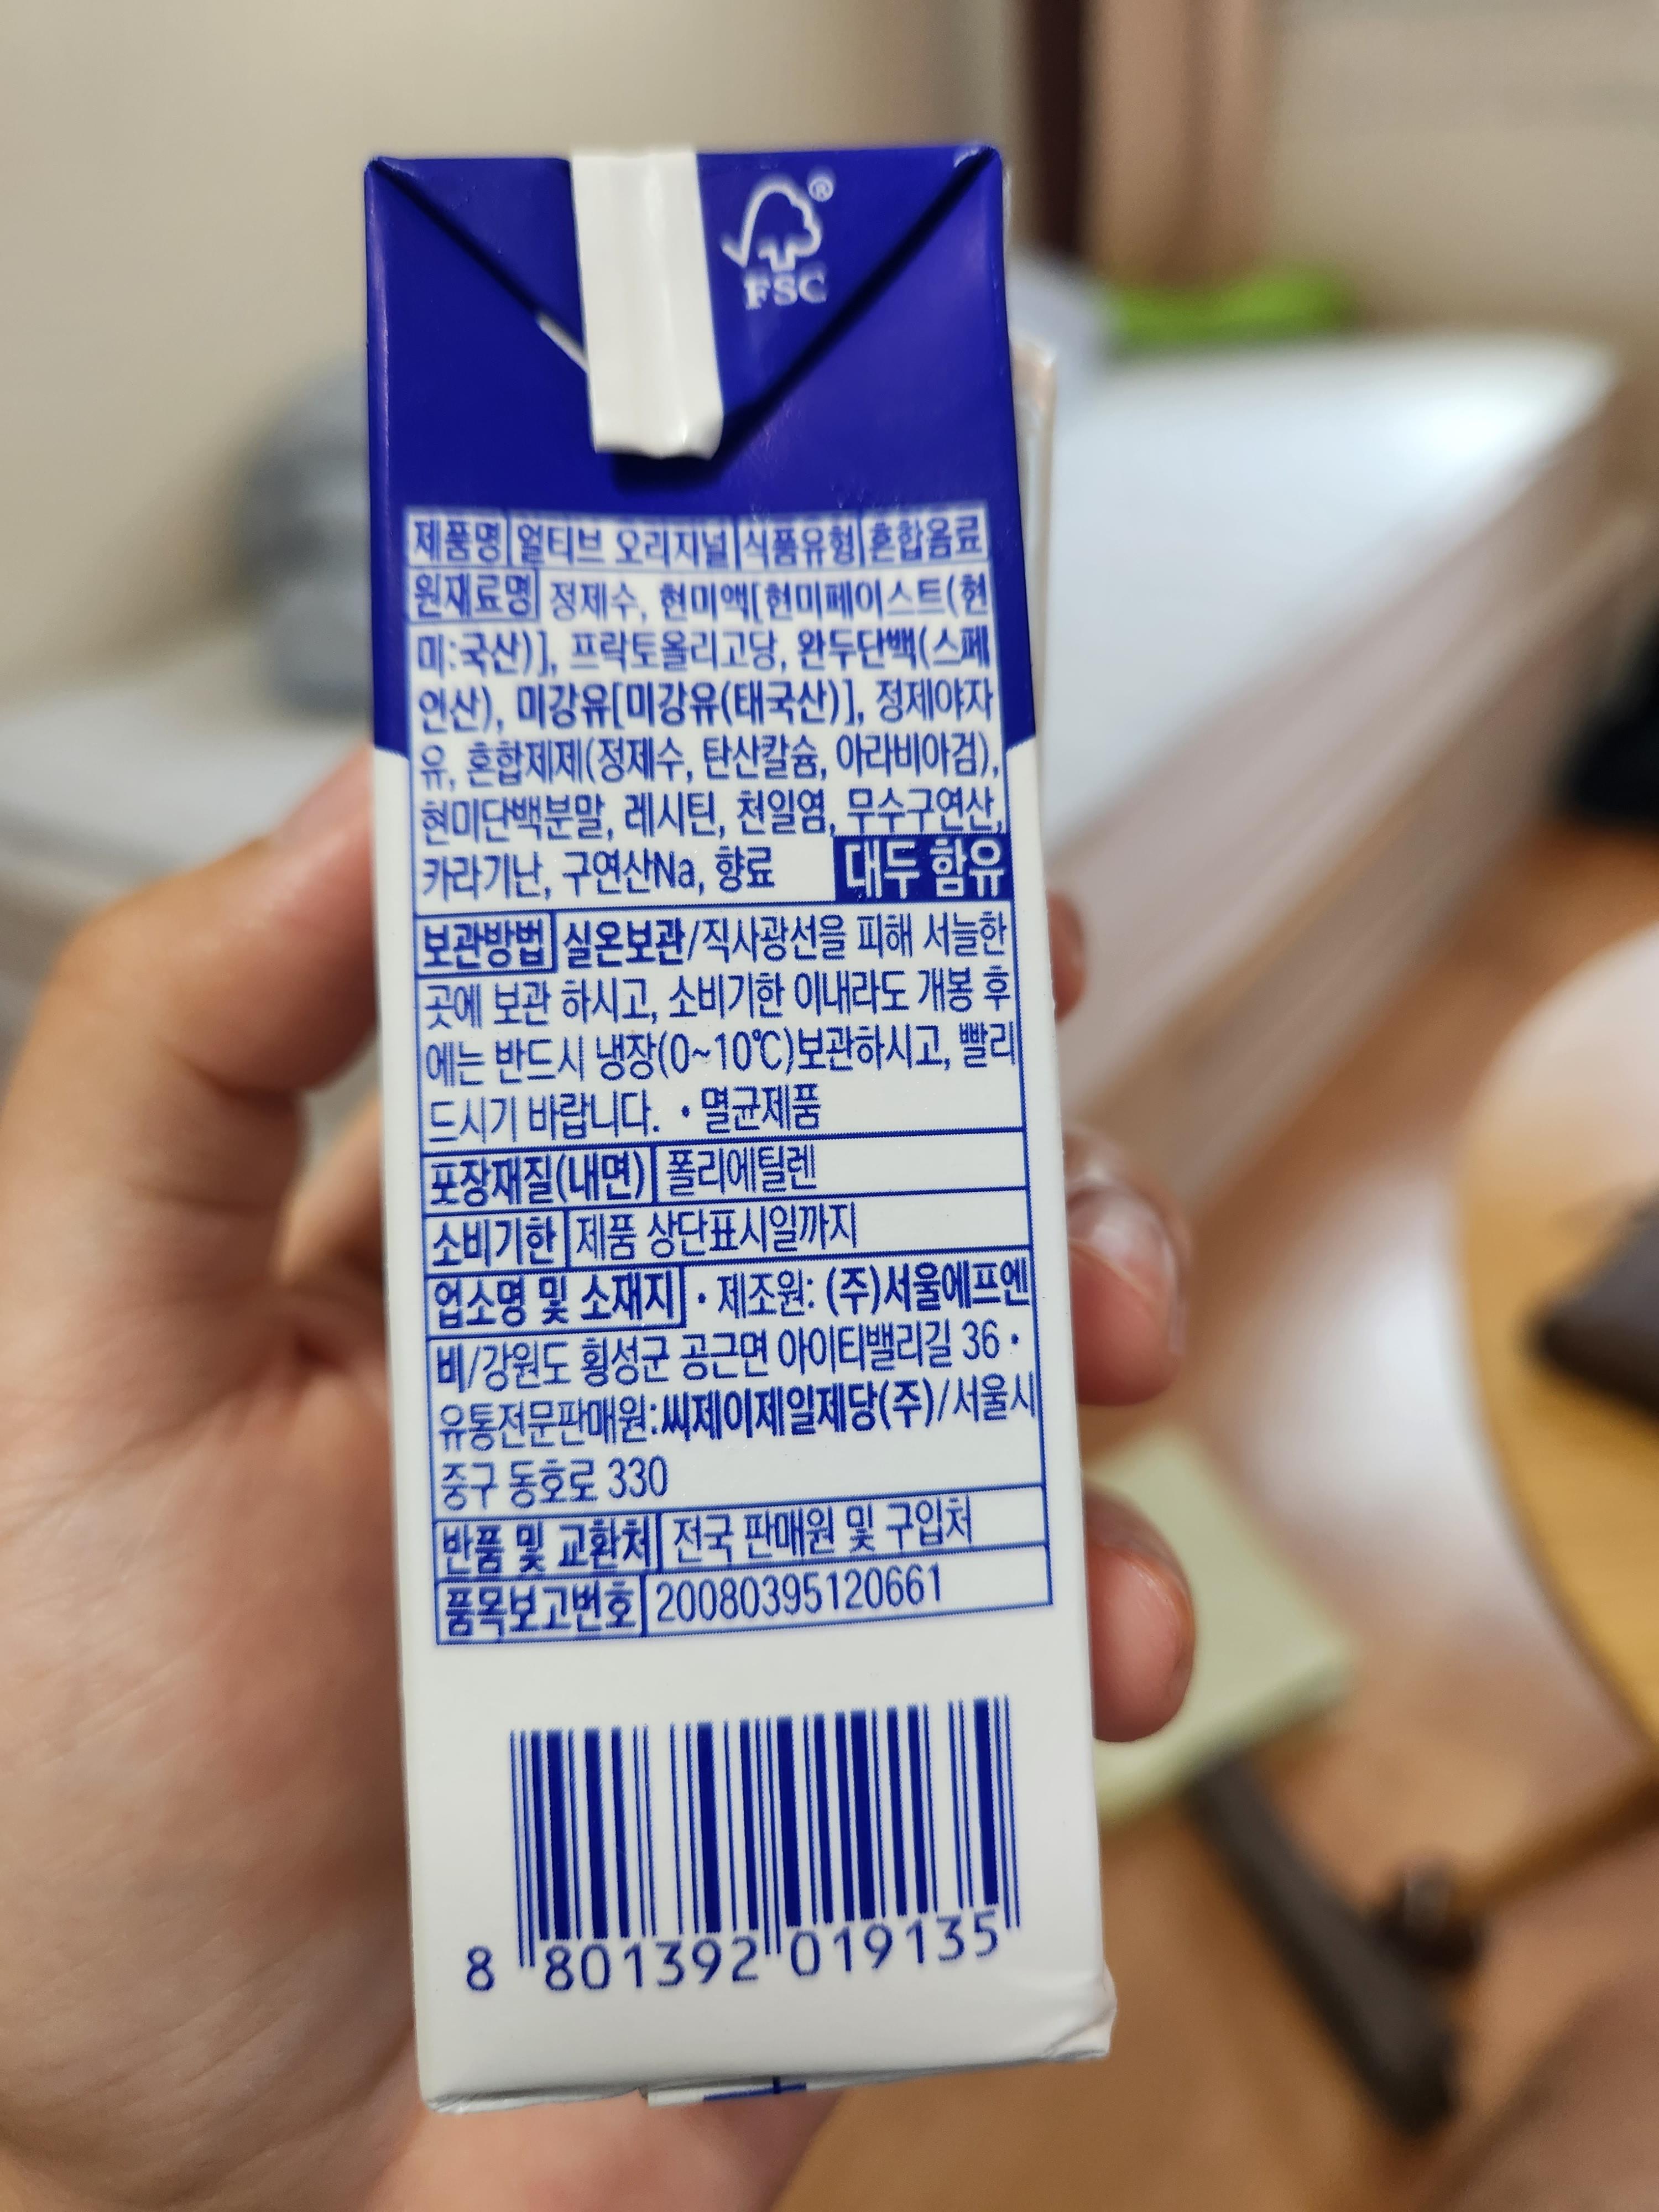 ®
FSC
제품명 얼티브 오리지널 식품유형 혼합음료
원재료명 정제수, 현미액[현미페이스트(현
미:국산)], 프락토올리고당, 완두단백(스페
인산), 미강유[미강유(태국산)], 정제야자
유, 혼합제제(정제수, 탄산칼슘, 아라비아검),
현미단백분말, 레시틴, 천일염, 무수구연산,
카라기난, 구연산Na, 향료 대두 함유
보관방법 실온보관/직사광선을 피해 서늘한
곳에 보관 하시고, 소비기한 이내라도 개봉 후
에는 반드시 냉장(0~10℃)보관하시고, 빨리
드시기 바랍니다. • 멸균제품
포장재질(내면) 폴리에틸렌
소비기한 제품 상단표시일까지
업소명 및 소재지 • 제조원: (주)서울에프엔
비/강원도 횡성군 공근면 아이티밸리길 36 •
유통전문판매원:씨제이제일제당(주)/서울시
중구 동호로 330
반품 및 교환처 전국 판매원 및 구입처
품목보고번호 20080395120661
8 801392 019135